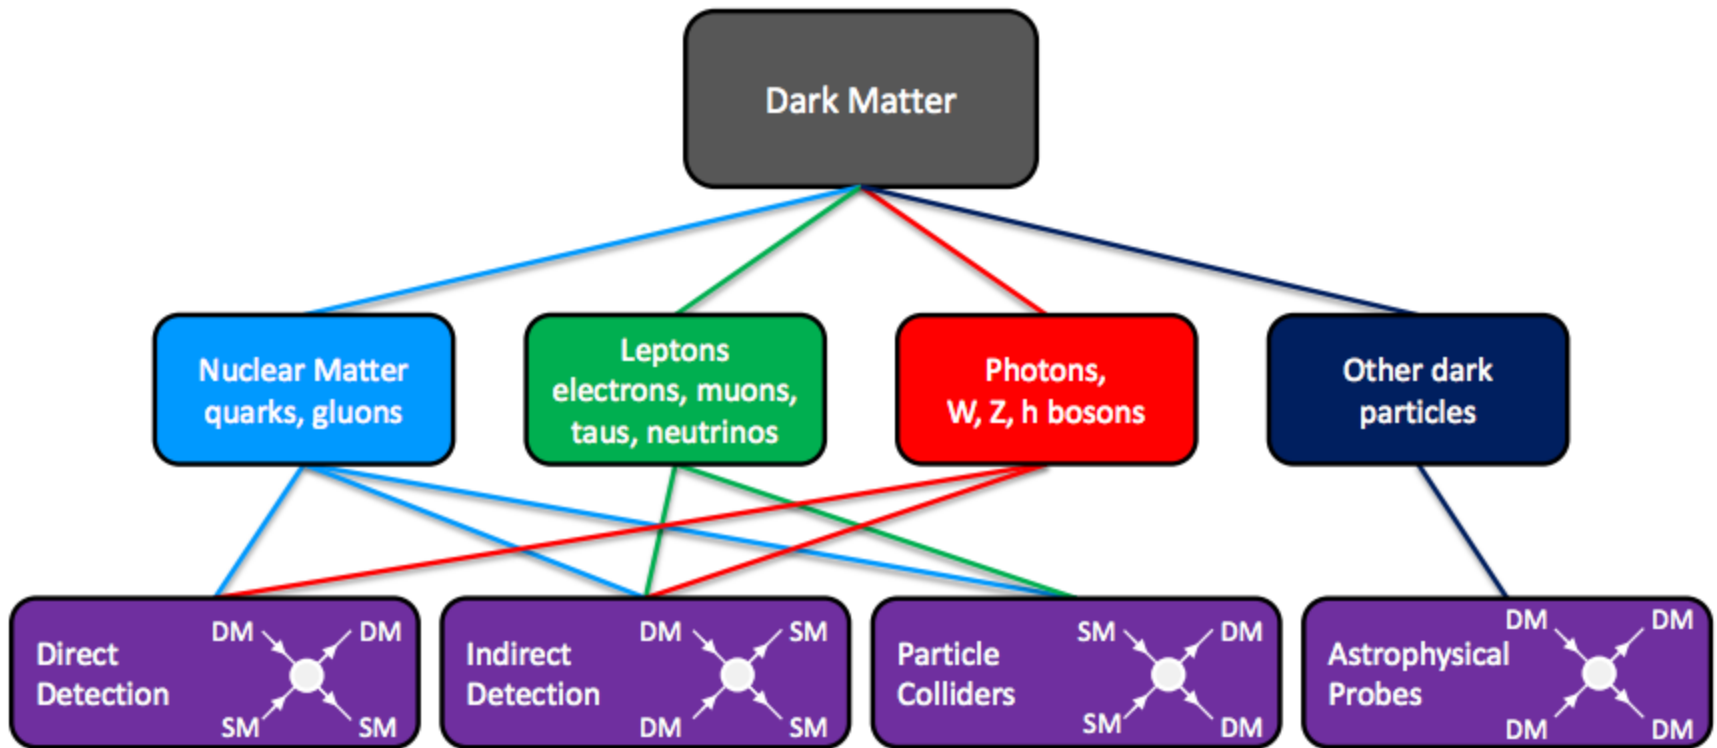 Dark Matter
Nuclear Matter
quarks, gluons
Leptons
electrons, muons,
taus, neutrinos
Photons,
W, Z, h bosons
Other dark
particles
Direct
Detection
DM
DM
SM
SM
Indirect
Detection
DM
SM
DM
SM
Particle
Colliders
SM
DM
SM
DM
Astrophysical
Probes
DM
DM
DM
DM